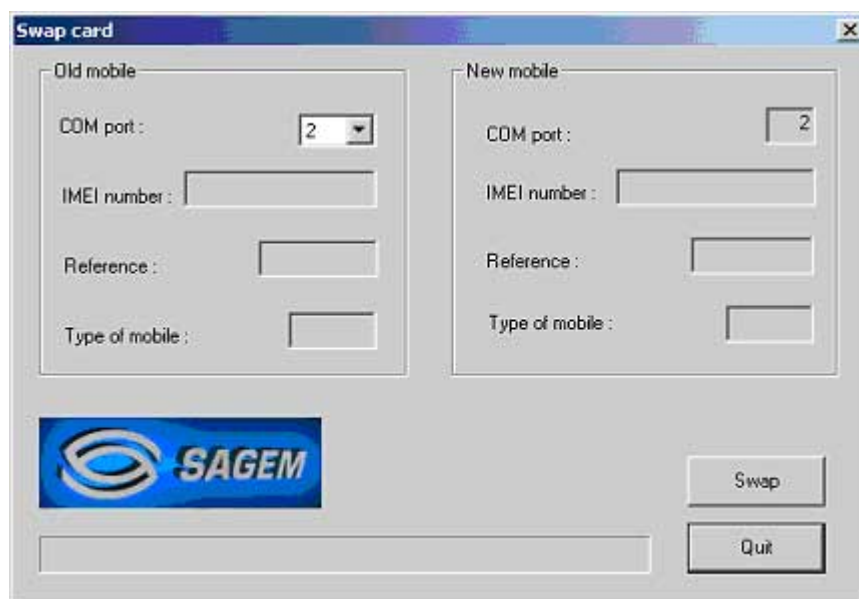 Swap card
Old mobile
COM port :
2
IMEI number :
Reference :
Type of mobile :
New mobile
COM port :
2
IMEI number :
Reference :
Type of mobile :
SAGEM
Swap
Quit